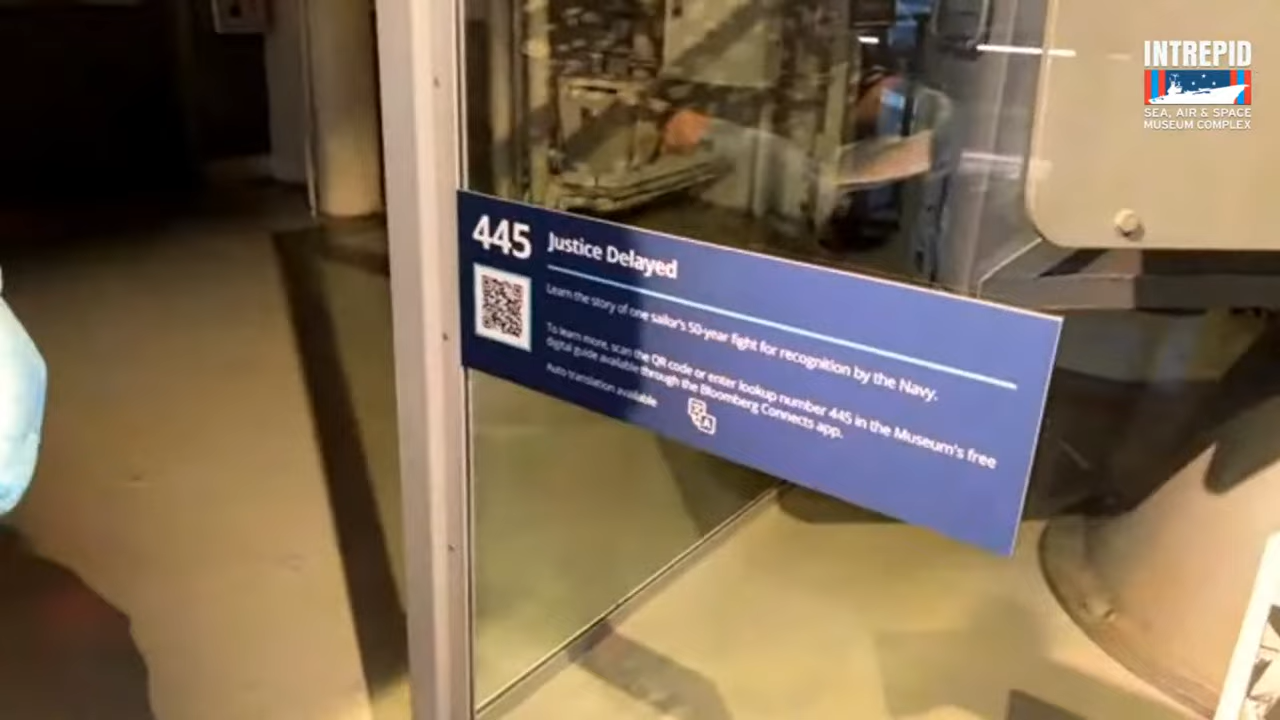 INTREPID
SEA, AIR & SPACE
MUSEUM COMPLEX
445
Justice Delayed
Learn the story of one sailor's 50-year fight for recognition by the Navy.
To learn more, scan the QR code or enter lookup number 445 in the Museum's free
digital guide available through the Bloomberg Connects app.
Auto translation available